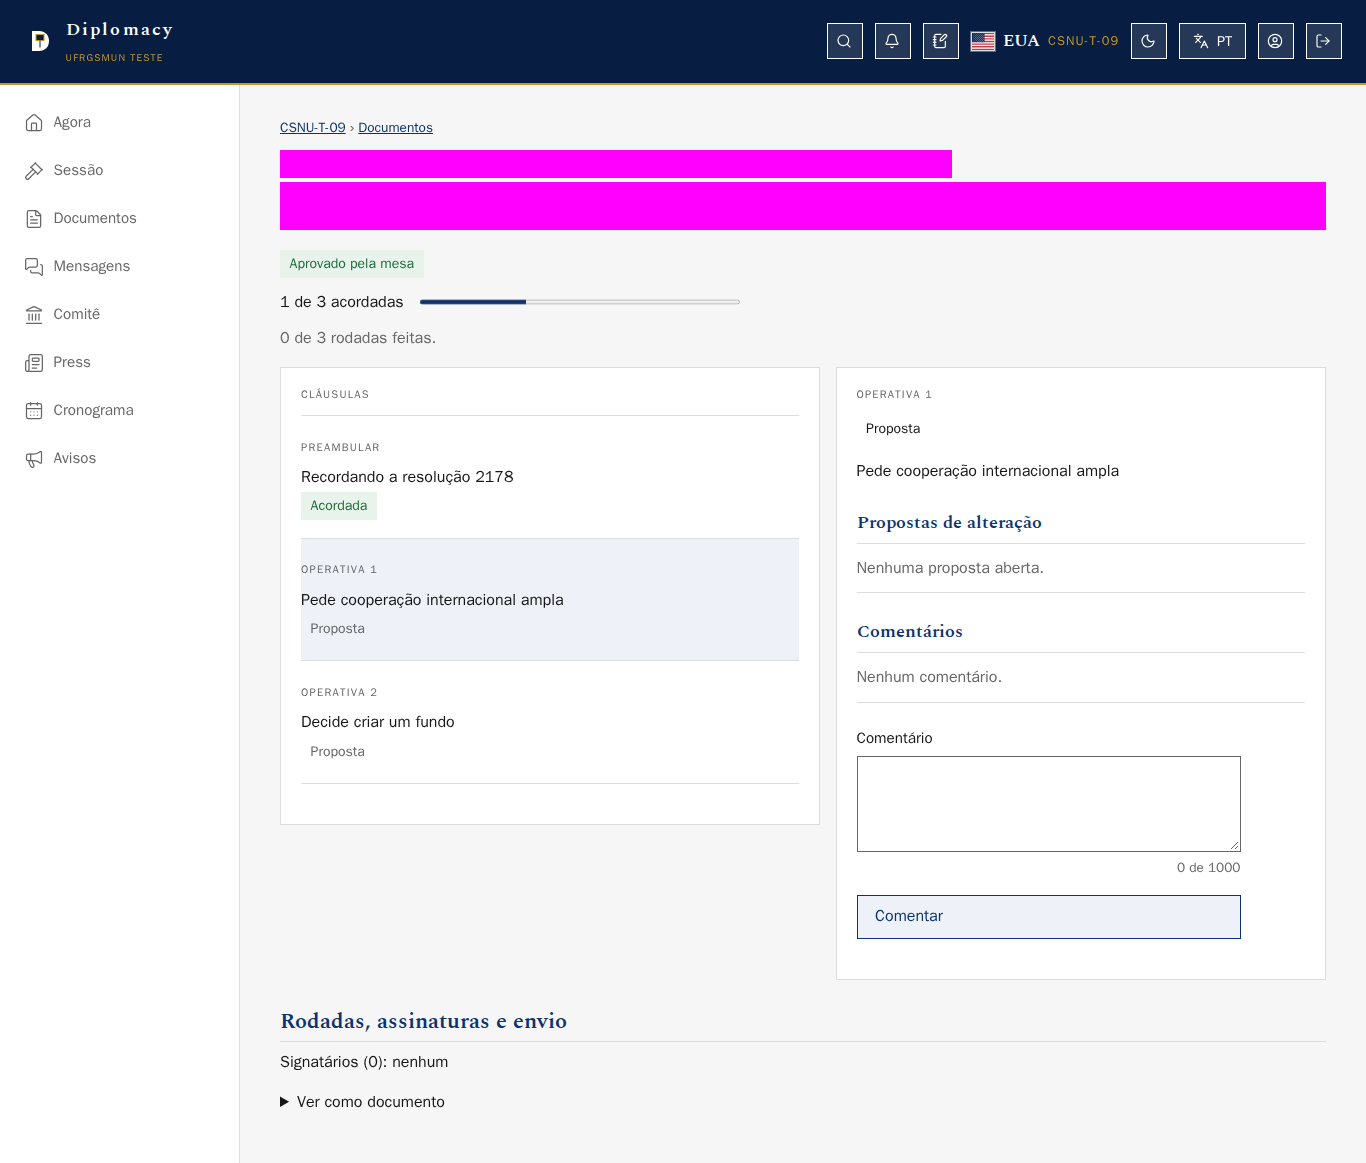 Diplomacy
UFRGSMUN TESTE
EUA CSNU-T-09
PT
Agora
Sessão
Documentos
Mensagens
Comitê
Press
Cronograma
Avisos
CSNU-T-09 › Documentos
Aprovado pela mesa
1 de 3 acordadas
0 de 3 rodadas feitas.
CLÁUSULAS
PREAMBULAR
Recordando a resolução 2178
Acordada
OPERATIVA 1
Pede cooperação internacional ampla
Proposta
OPERATIVA 2
Decide criar um fundo
Proposta
OPERATIVA 1
Proposta
Pede cooperação internacional ampla
Propostas de alteração
Nenhuma proposta aberta.
Comentários
Nenhum comentário.
Comentário
0 de 1000
Comentar
Rodadas, assinaturas e envio
Signatários (0): nenhum
Ver como documento